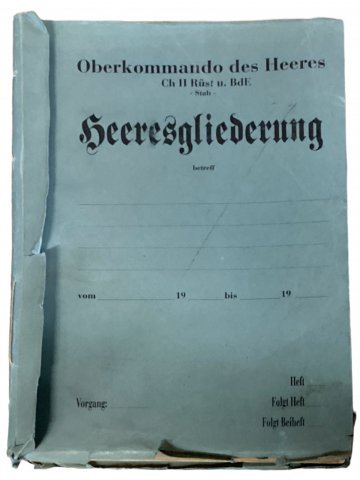 Oberkommando des Heeres
Ch H Rüst u. BdE
- Stab -
Heeresgliederung
betreff
vom 19 bis 19
Heft
Vorgang: Folgt Heft
Folgt Beiheft